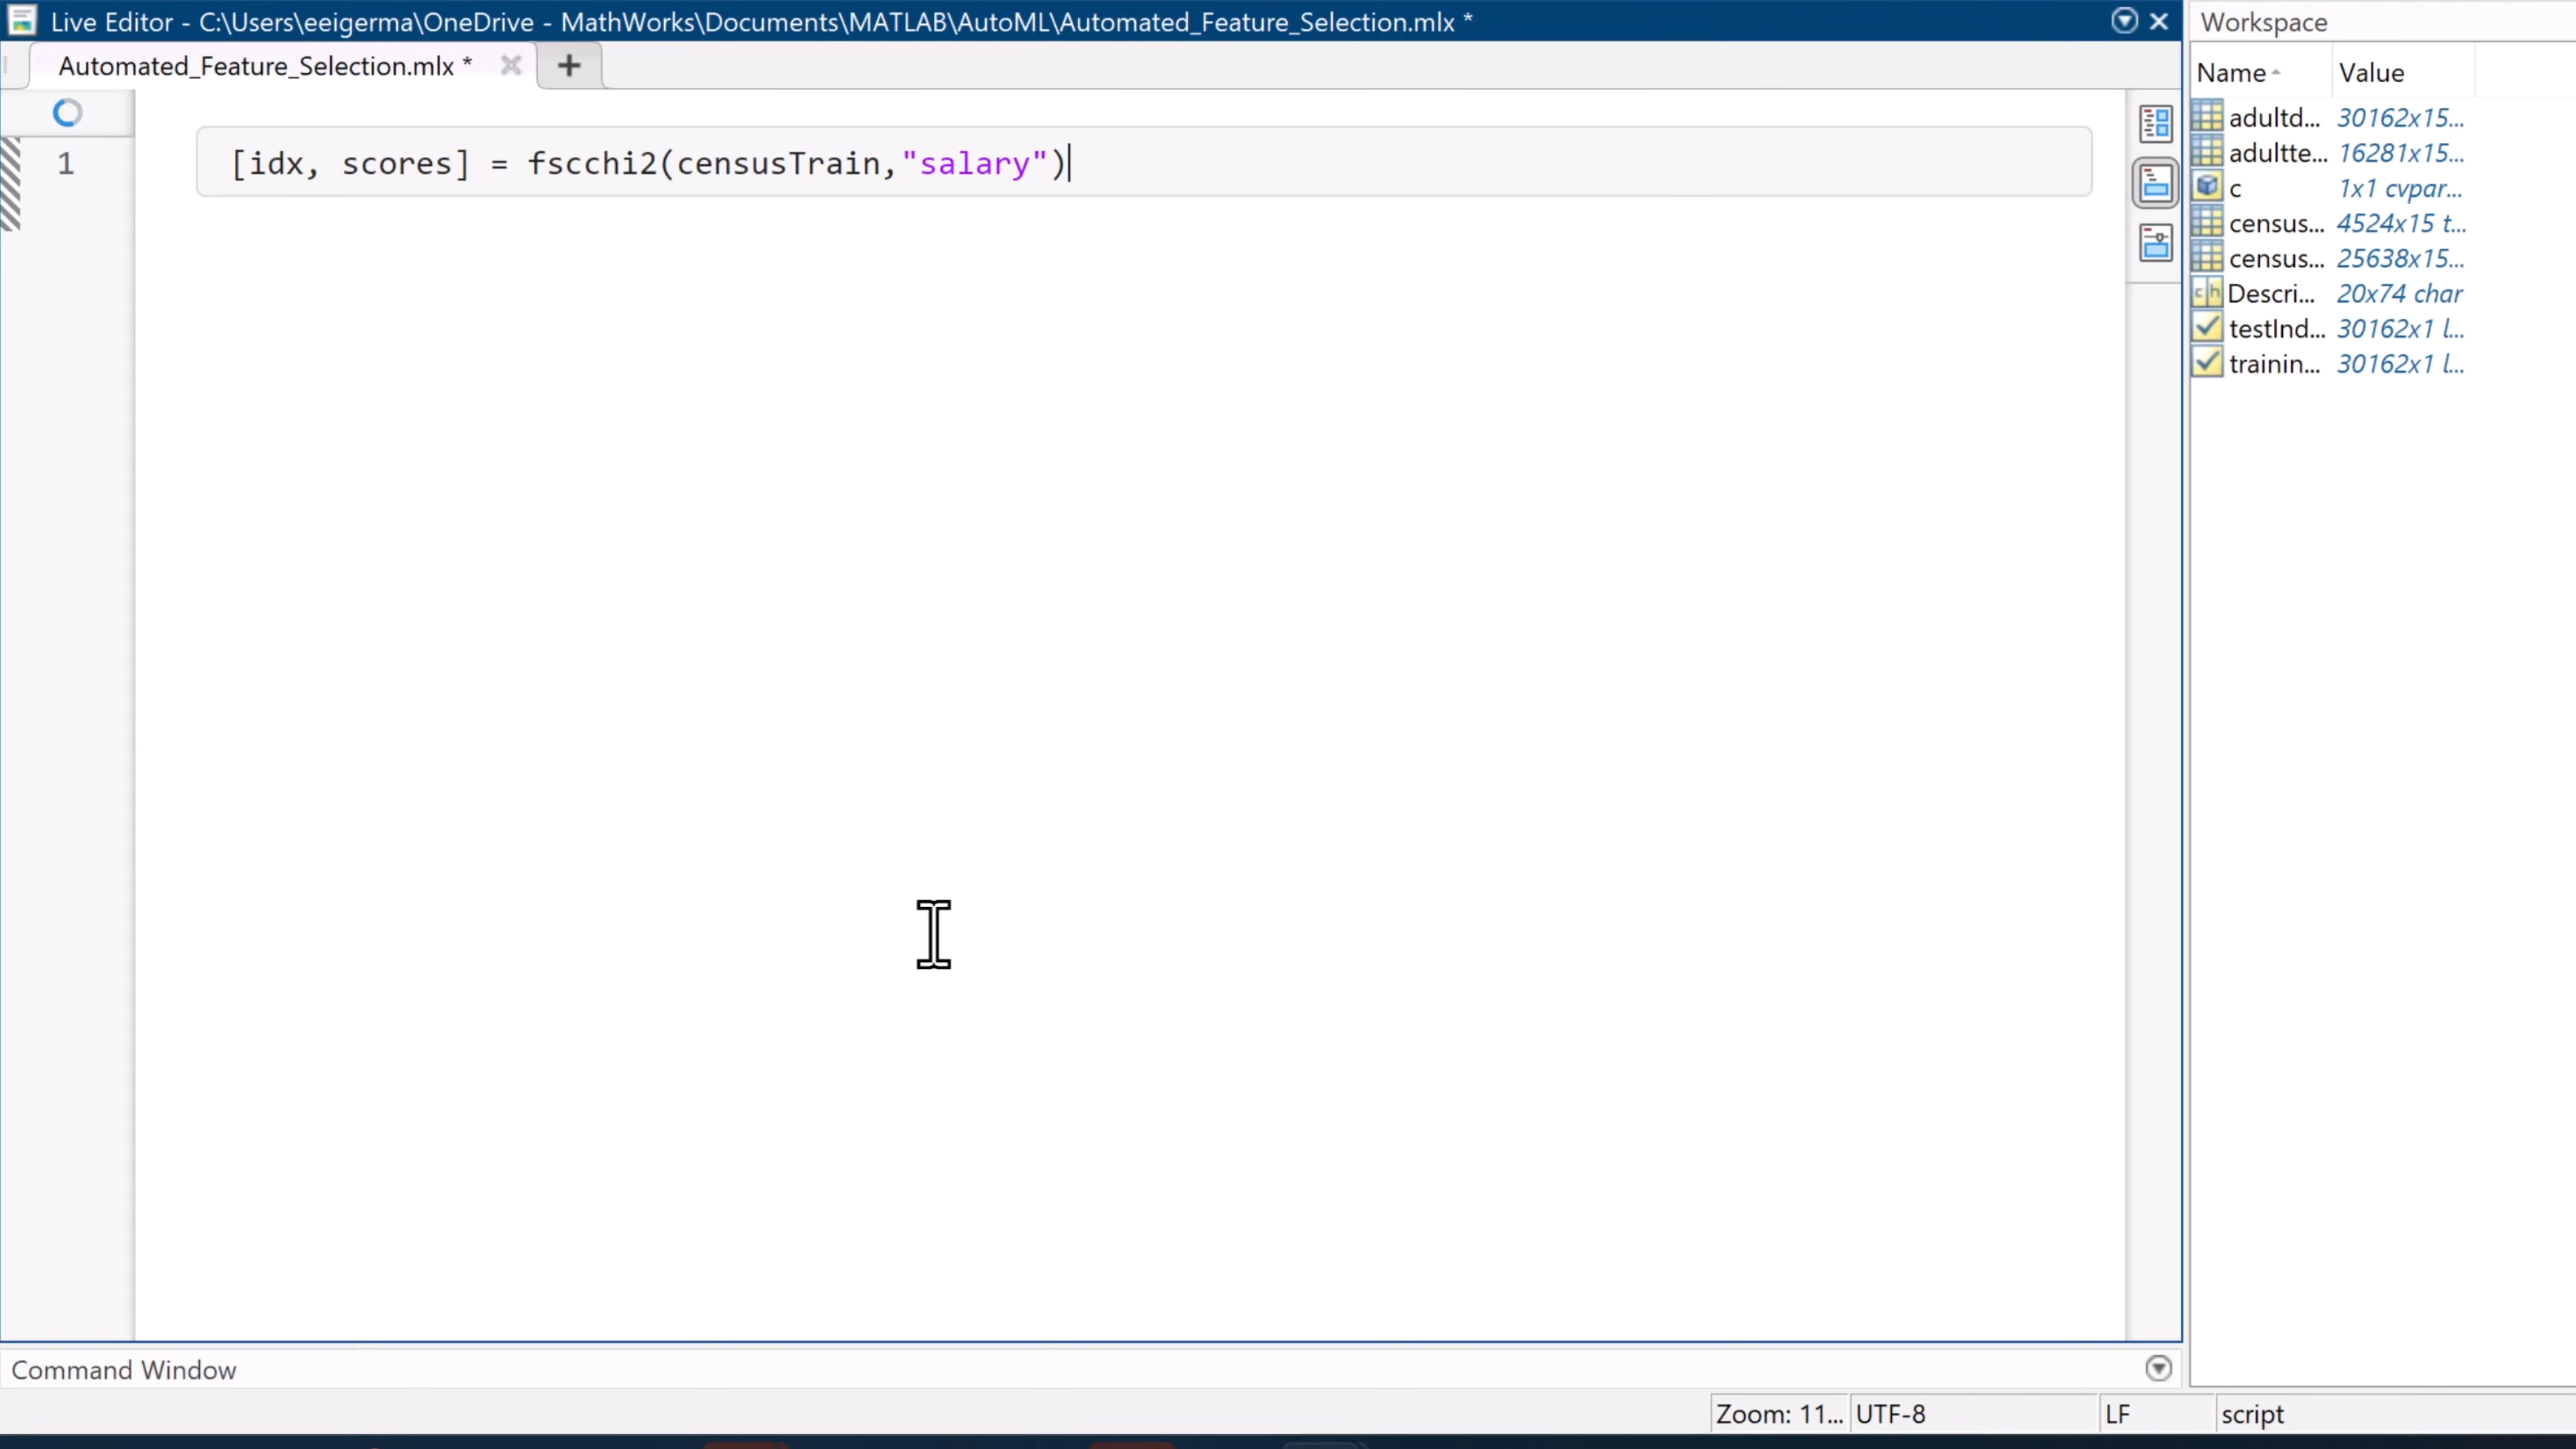 Live Editor - C:\Users\eeigerma\OneDrive - MathWorks\Documents\MATLAB\AutoML\Automated_Feature_Selection.mlx *
Automated_Feature_Selection.mlx *
1
[idx, scores] = fscchi2(censusTrain,"salary")
Workspace
Name Value
adultd... 30162x15...
adultte... 16281x15...
c 1x1 cvpar...
census... 4524x15 t...
census... 25638x15...
Descri... 20x74 char
testInd... 30162x1 l...
trainin... 30162x1 l...
Command Window
Zoom: 11... UTF-8 LF script